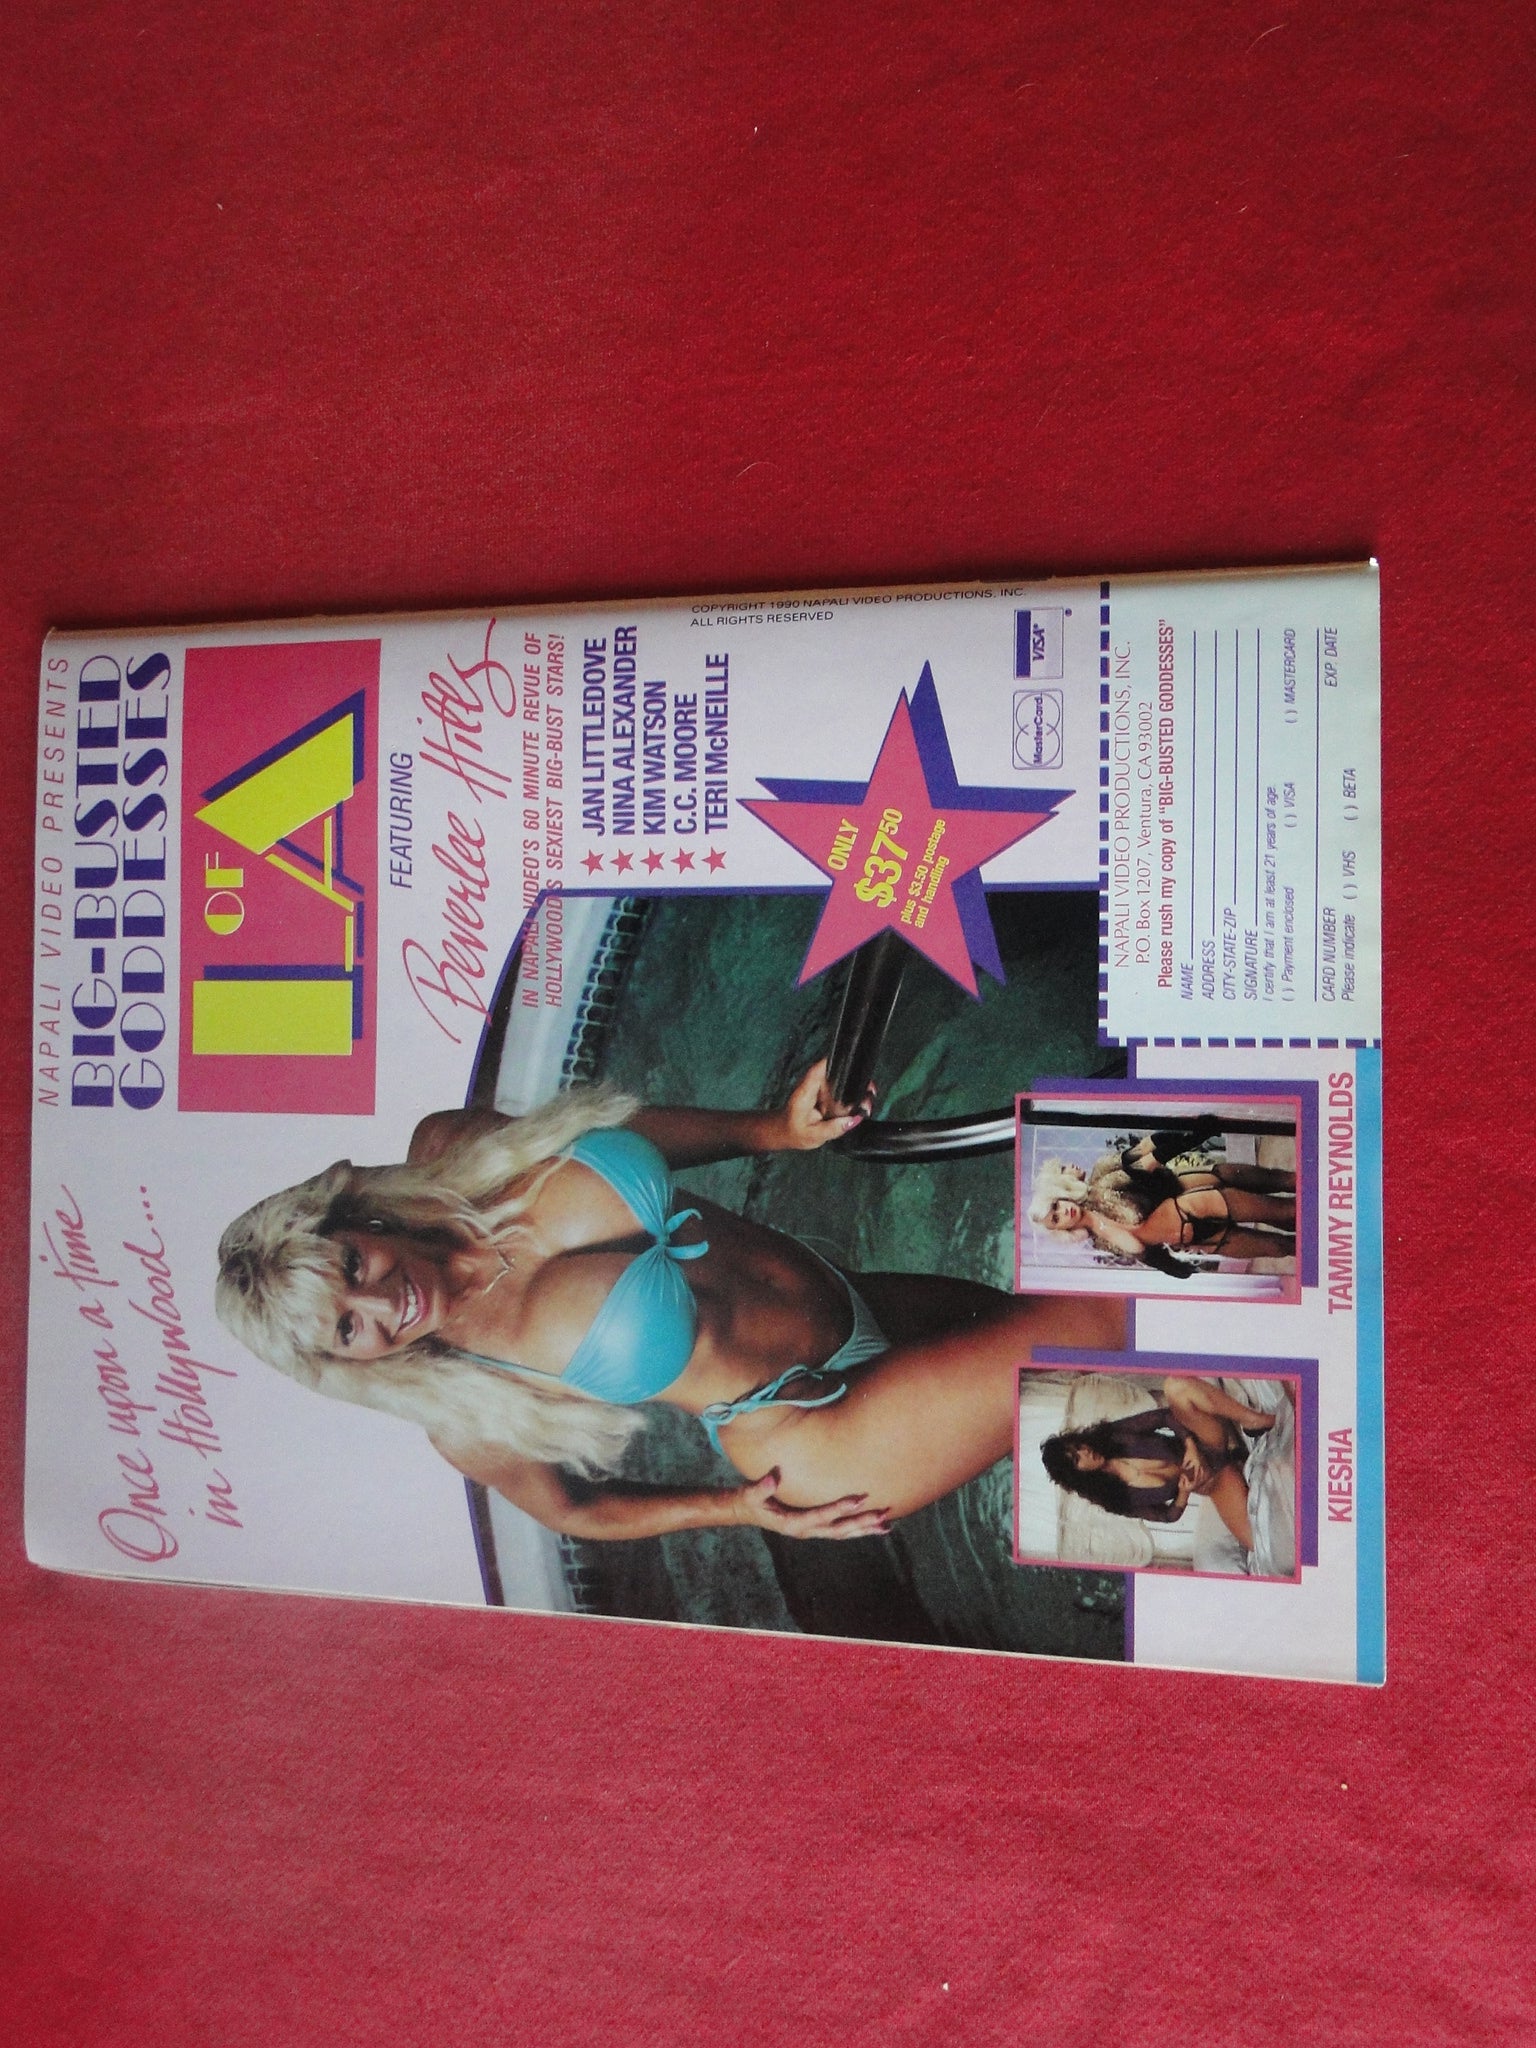 NAPALI VIDEO PRESENTS
BIG-BUSTED
GODDESSES
OF
LA
Once upon a time
in Hollywood...
FEATURING
Beverlee Hills
IN NAPALI VIDEO'S 60 MINUTE REVUE OF
HOLLYWOOD'S SEXIEST BIG-BUST STARS!
★ JAN LITTLEDOVE
★ NINA ALEXANDER
★ KIM WATSON
★ C.C. MOORE
★ TERI McNEILLE
COPYRIGHT 1990 NAPALI VIDEO PRODUCTIONS, INC.
ALL RIGHTS RESERVED
ONLY
$37.50
plus $3.50 postage
and handling
MasterCard
VISA®
NAPALI VIDEO PRODUCTIONS, INC.
P.O. Box 1207, Ventura, CA 93002
Please rush my copy of "BIG-BUSTED GODDESSES"
NAME
ADDRESS
CITY-STATE-ZIP
SIGNATURE
I certify that I am at least 21 years of age.
( ) Payment enclosed ( ) VISA ( ) MASTERCARD
CARD NUMBER EXP. DATE
Please indicate ( ) VHS ( ) BETA
KIESHA
TAMMY REYNOLDS